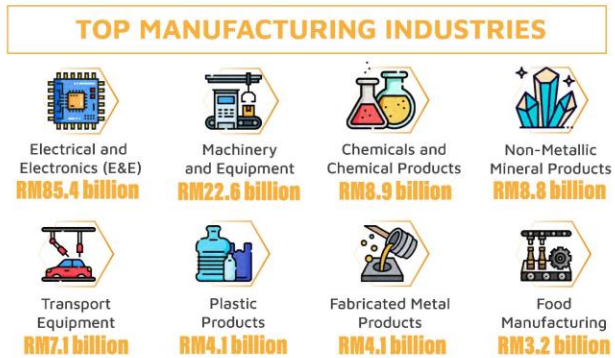 TOP MANUFACTURING INDUSTRIES
Electrical and
Electronics (E&E)
RM85.4 billion
Machinery
and Equipment
RM22.6 billion
Chemicals and
Chemical Products
RM8.9 billion
Non-Metallic
Mineral Products
RM8.8 billion
Transport
Equipment
RM7.1 billion
Plastic
Products
RM4.1 billion
Fabricated Metal
Products
RM4.1 billion
Food
Manufacturing
RM3.2 billion